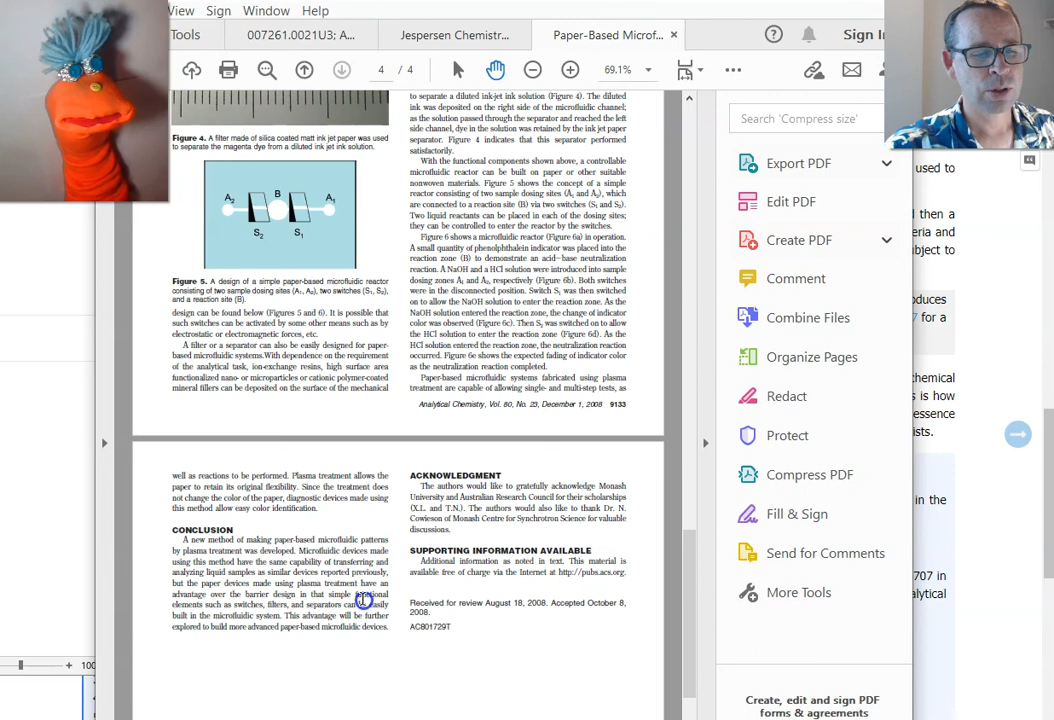 View Sign Window Help
Tools 007261.0021U3; A... Jespersen Chemistr... Paper-Based Microf... × Sign I
4 / 4 69.1%
to separate a diluted ink-jet ink solution (Figure 4). The diluted
ink was deposited on the right side of the microfluidic channel;
as the solution passed through the separator and reached the left
side channel, dye in the solution was retained by the ink jet paper
separator. Figure 4 indicates that this separator performed
satisfactorily.
With the functional components shown above, a controllable
microfluidic reactor can be built on paper or other suitable
nonwoven materials. Figure 5 shows the concept of a simple
reactor consisting of two sample dosing sites (A₁ and A₂), which
are connected to a reaction site (B) via two switches (S₁ and S₂).
Two liquid reactants can be placed in each of the dosing sites;
they can be controlled to enter the reactor by the switches.
Figure 6 shows a microfluidic reactor (Figure 6a) in operation.
A small quantity of phenolphthalein indicator was placed into the
reaction zone (B) to demonstrate an acid−base neutralization
reaction. A NaOH and a HCl solution were introduced into sample
dosing zones A₁ and A₂, respectively (Figure 6b). Both switches
were in the disconnected position. Switch S₁ was then switched
on to allow the NaOH solution to enter the reaction zone. As the
NaOH solution entered the reaction zone, the change of indicator
color was observed (Figure 6c). Then S₂ was switched on to allow
the HCl solution to enter the reaction zone (Figure 6d). As the
HCl solution entered the reaction zone, the neutralization reaction
occurred. Figure 6e shows the expected fading of indicator color
as the neutralization reaction completed.
Paper-based microfluidic systems fabricated using plasma
treatment are capable of allowing single- and multi-step tests, as
Analytical Chemistry, Vol. 80, No. 23, December 1, 2008 9133
Figure 4. A filter made of silica coated matt ink jet paper was used
to separate the magenta dye from a diluted ink jet ink solution.
A₂ B A₁
S₂ S₁
Figure 5. A design of a simple paper-based microfluidic reactor
consisting of two sample dosing sites (A₁, A₂), two switches (S₁, S₂),
and a reaction site (B).
design can be found below (Figures 5 and 6). It is possible that
such switches can be activated by some other means such as by
electrostatic or electromagnetic forces, etc.
A filter or a separator can also be easily designed for paper-
based microfluidic systems.With dependence on the requirement
of the analytical task, ion-exchange resins, high surface area
functionalized nano- or microparticles or cationic polymer-coated
mineral fillers can be deposited on the surface of the mechanical
well as reactions to be performed. Plasma treatment allows the
paper to retain its original flexibility. Since the treatment does
not change the color of the paper, diagnostic devices made using
this method allow easy color identification.
CONCLUSION
A new method of making paper-based microfluidic patterns
by plasma treatment was developed. Microfluidic devices made
using this method have the same capability of transferring and
analyzing liquid samples as similar devices reported previously,
but the paper devices made using plasma treatment have an
advantage over the barrier design in that simple
elements such as switches, filters, and separators can easily
built in the microfluidic system. This advantage will be further
explored to build more advanced paper-based microfluidic devices.
ACKNOWLEDGMENT
The authors would like to gratefully acknowledge Monash
University and Australian Research Council for their scholarships
(X.L. and T.N.). The authors would also like to thank Dr. N.
Cowieson of Monash Centre for Synchrotron Science for valuable
discussions.
SUPPORTING INFORMATION AVAILABLE
Additional information as noted in text. This material is
available free of charge via the Internet at http://pubs.acs.org.
Received for review August 18, 2008. Accepted October 8,
2008.
AC801729T
Search 'Compress size'
Export PDF
Edit PDF
Create PDF
Comment
Combine Files
Organize Pages
Redact
Protect
Compress PDF
Fill & Sign
Send for Comments
More Tools
Create, edit and sign PDF
forms & agreements
used to
then a
eria and
bject to
oduces
7 for a
chemical
s is how
essence
ists.
in the
707 in
alytical
100